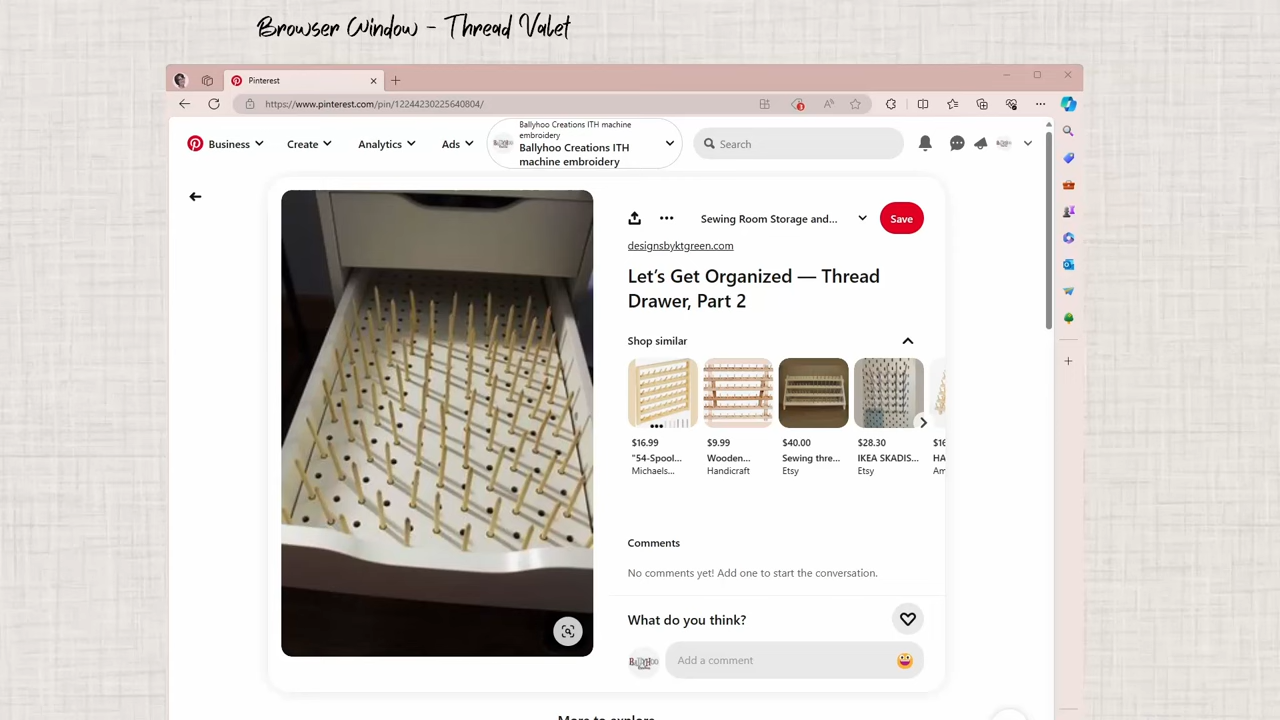 Browser Window - Thread Valet
Pinterest
https://www.pinterest.com/pin/12244230225640804/
Business
Create
Analytics
Ads
Ballyhoo Creations ITH machine
embroidery
Ballyhoo Creations ITH
machine embroidery
Search
Sewing Room Storage and...
Save
designsbyktgreen.com
Let's Get Organized — Thread
Drawer, Part 2
Shop similar
$16.99
$9.99
$40.00
$28.30
$16
"54-Spool...
Wooden...
Sewing thre...
IKEA SKADIS...
HA
Michaels...
Handicraft
Etsy
Etsy
Am
Comments
No comments yet! Add one to start the conversation.
What do you think?
Add a comment
More to explore